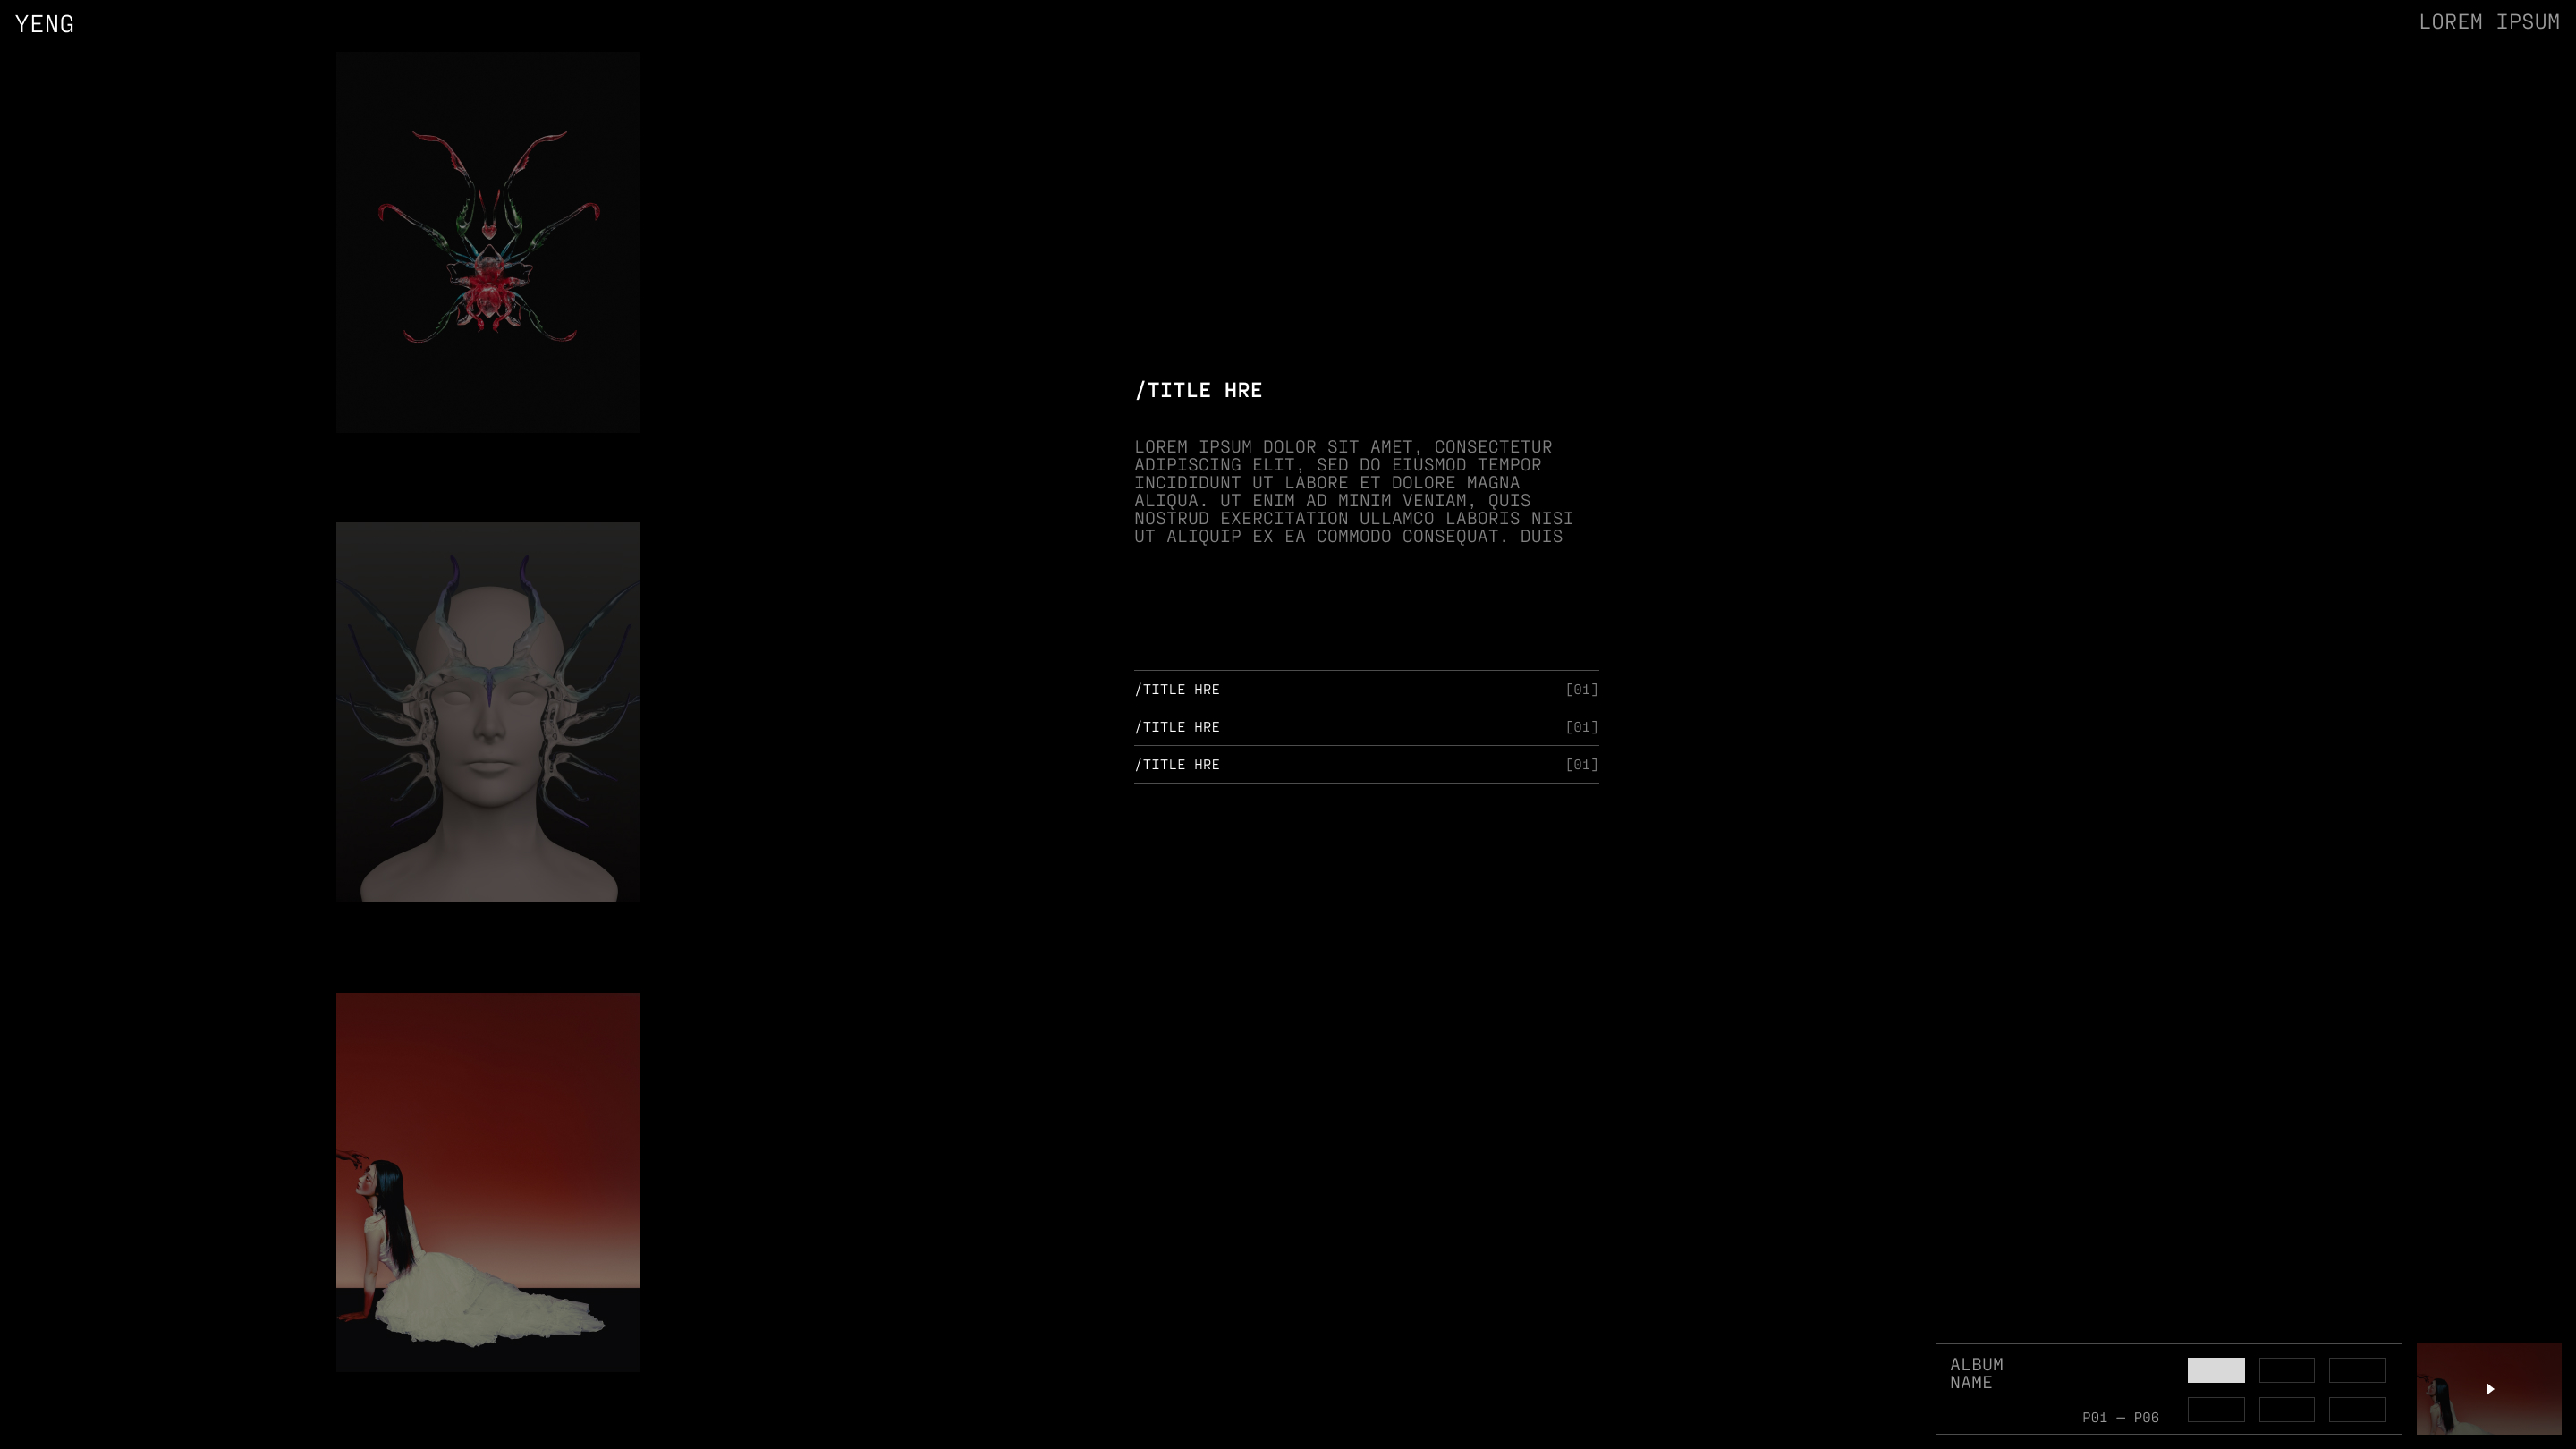 YENG
LOREM IPSUM
/TITLE HRE
LOREM IPSUM DOLOR SIT AMET, CONSECTETUR
ADIPISCING ELIT, SED DO EIUSMOD TEMPOR
INCIDIDUNT UT LABORE ET DOLORE MAGNA
ALIQUA. UT ENIM AD MINIM VENIAM, QUIS
NOSTRUD EXERCITATION ULLAMCO LABORIS NISI
UT ALIQUIP EX EA COMMODO CONSEQUAT. DUIS
/TITLE HRE [01]
/TITLE HRE [01]
/TITLE HRE [01]
ALBUM
NAME
P01 — P06